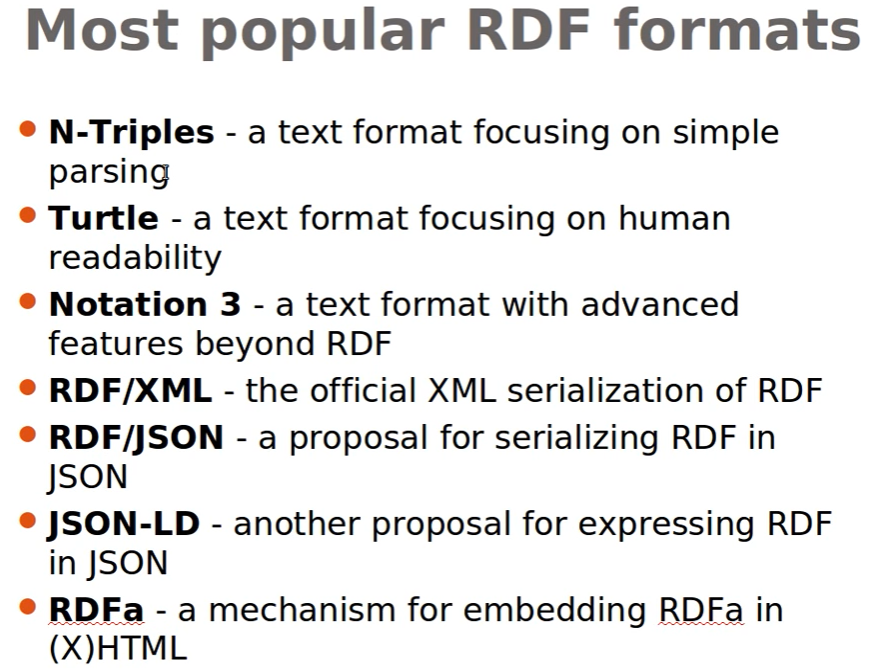 Most popular RDF formats
N-Triples - a text format focusing on simple
parsing
Turtle - a text format focusing on human
readability
Notation 3 - a text format with advanced
features beyond RDF
RDF/XML - the official XML serialization of RDF
RDF/JSON - a proposal for serializing RDF in
JSON
JSON-LD - another proposal for expressing RDF
in JSON
RDFa - a mechanism for embedding RDFa in
(X)HTML